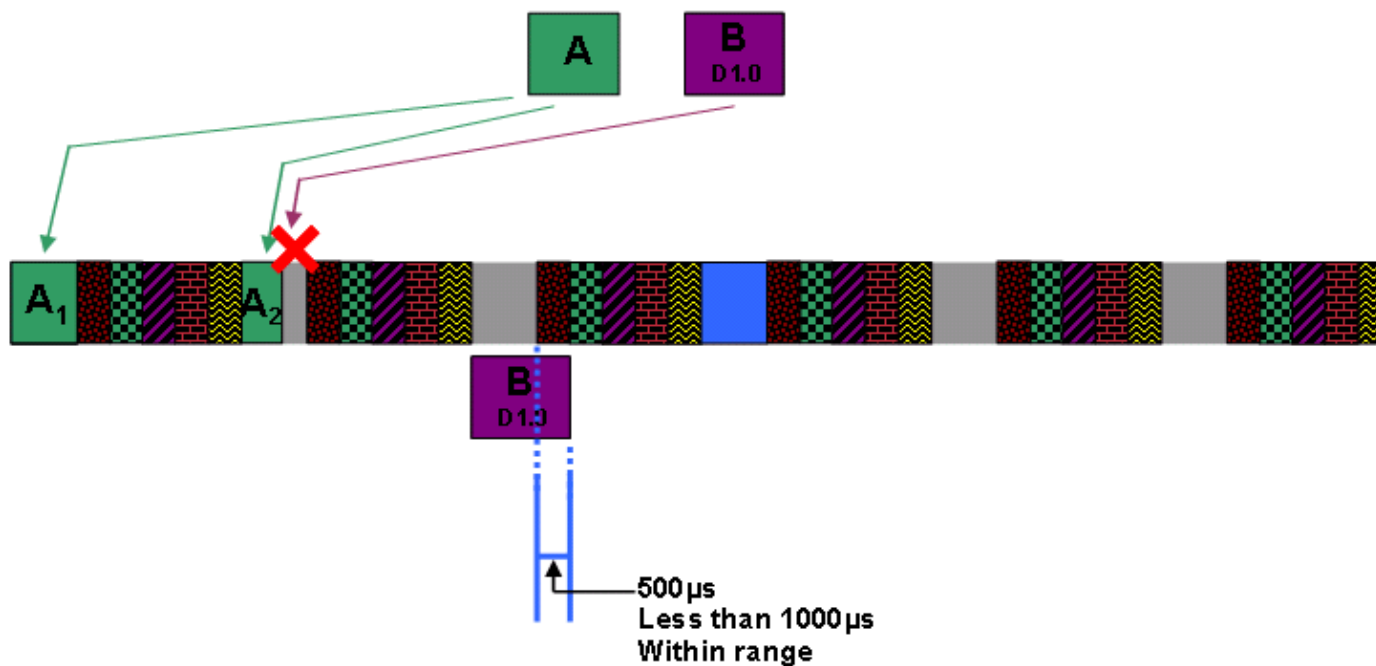 A
B
D1.0
A1
A2
B
D1.0
500µs
Less than 1000µs
Within range